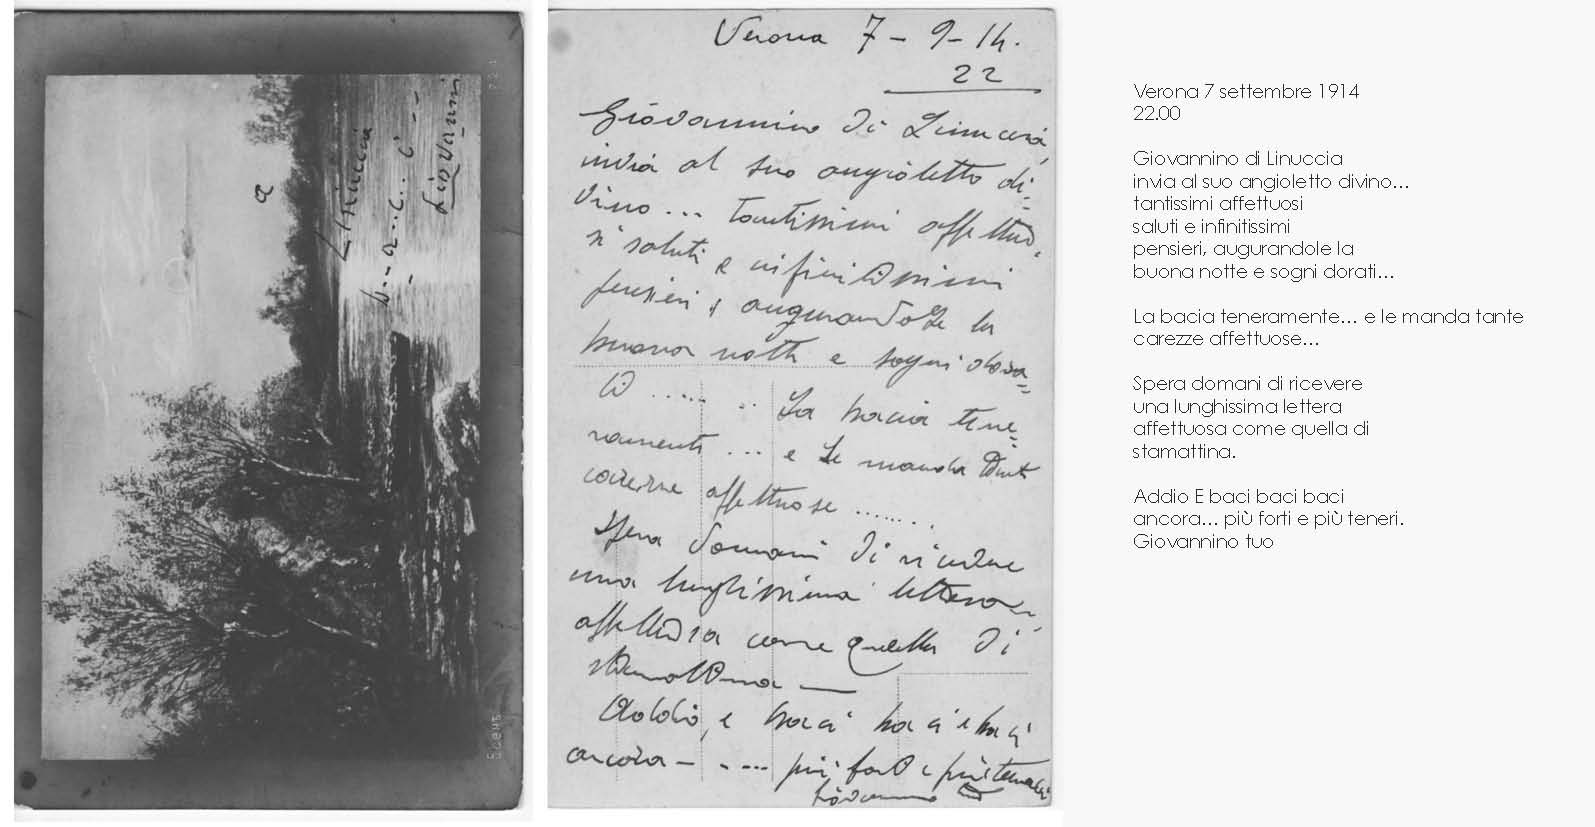 a
Linuccia
b...a...c...i - -
Giovanni
Verona 7 - 9 - 14.
22
Giovannino di Linuccia
invia al suo angioletto di=
vino... tantissimi affettuo=
si saluti e infinitissimi
pensieri, augurandole la
buona notte e sogni dora=
ti ..... .. La bacia tene=
ramente ... e Le manda tante
carezze affettuose .......
Spera domani di ricevere
una lunghissima lettera
affettuosa come quella di
stamattina —
Addio, e baci baci e baci
ancora - .... più forti e più teneri
Giovannino tuo
Verona 7 settembre 1914
22.00
Giovannino di Linuccia
invia al suo angioletto divino...
tantissimi affettuosi
saluti e infinitissimi
pensieri, augurandole la
buona notte e sogni dorati...
La bacia teneramente... e le manda tante
carezze affettuose...
Spera domani di ricevere
una lunghissima lettera
affettuosa come quella di
stamattina.
Addio E baci baci baci
ancora... più forti e più teneri.
Giovannino tuo